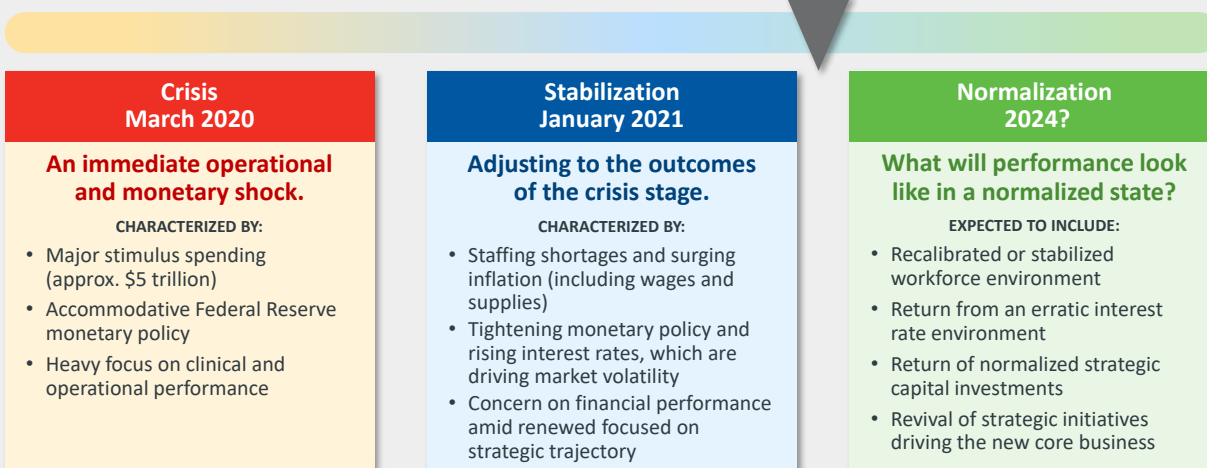 Crisis
March 2020
An immediate operational
and monetary shock.
CHARACTERIZED BY:
• Major stimulus spending
(approx. $5 trillion)
• Accommodative Federal Reserve
monetary policy
• Heavy focus on clinical and
operational performance
Stabilization
January 2021
Adjusting to the outcomes
of the crisis stage.
CHARACTERIZED BY:
• Staffing shortages and surging
inflation (including wages and
supplies)
• Tightening monetary policy and
rising interest rates, which are
driving market volatility
• Concern on financial performance
amid renewed focused on
strategic trajectory
Normalization
2024?
What will performance look
like in a normalized state?
EXPECTED TO INCLUDE:
• Recalibrated or stabilized
workforce environment
• Return from an erratic interest
rate environment
• Return of normalized strategic
capital investments
• Revival of strategic initiatives
driving the new core business